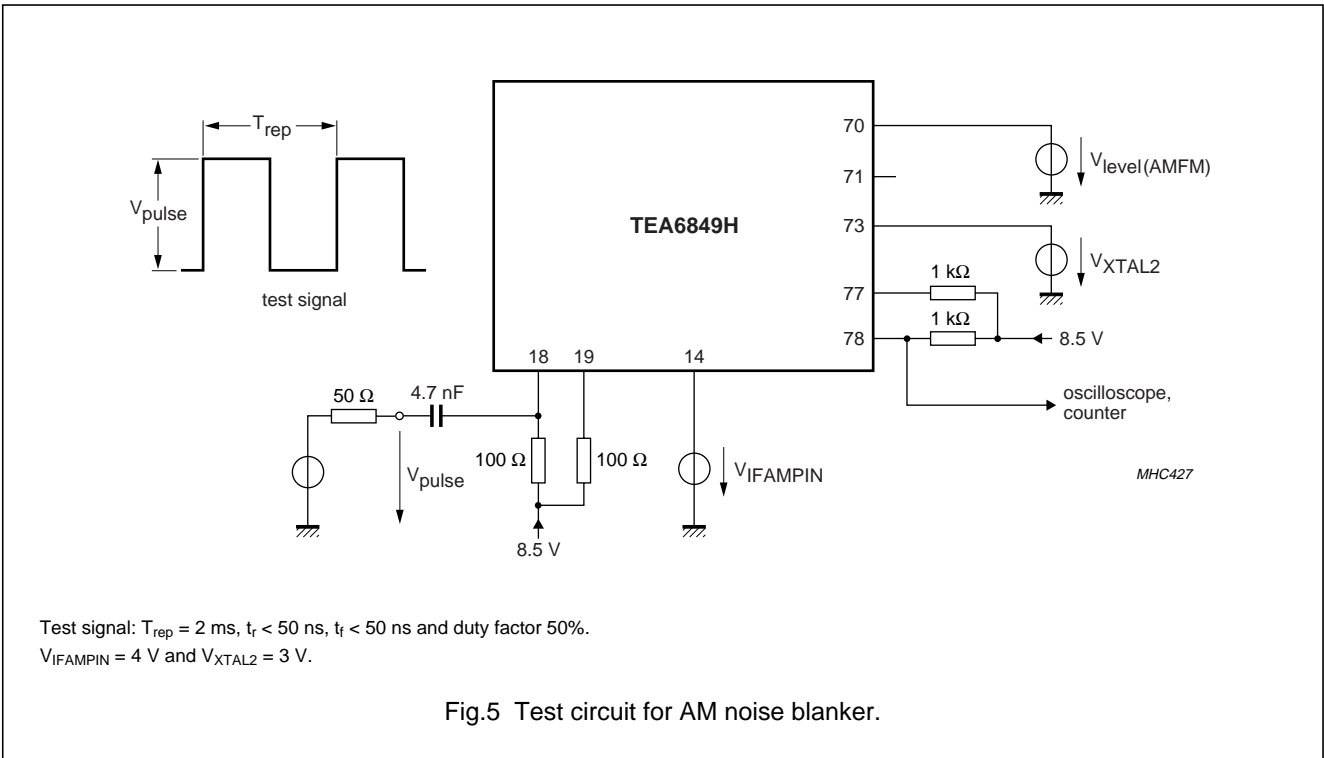 T_rep
V_pulse
test signal
TEA6849H
70
71
73
77
78
18
19
14
V_level(AMFM)
V_XTAL2
1 kΩ
1 kΩ
8.5 V
oscilloscope,
counter
50 Ω
4.7 nF
V_pulse
100 Ω
100 Ω
8.5 V
V_IFAMPIN
MHC427
Test signal: T_rep = 2 ms, t_r < 50 ns, t_f < 50 ns and duty factor 50%.
V_IFAMPIN = 4 V and V_XTAL2 = 3 V.
Fig.5 Test circuit for AM noise blanker.